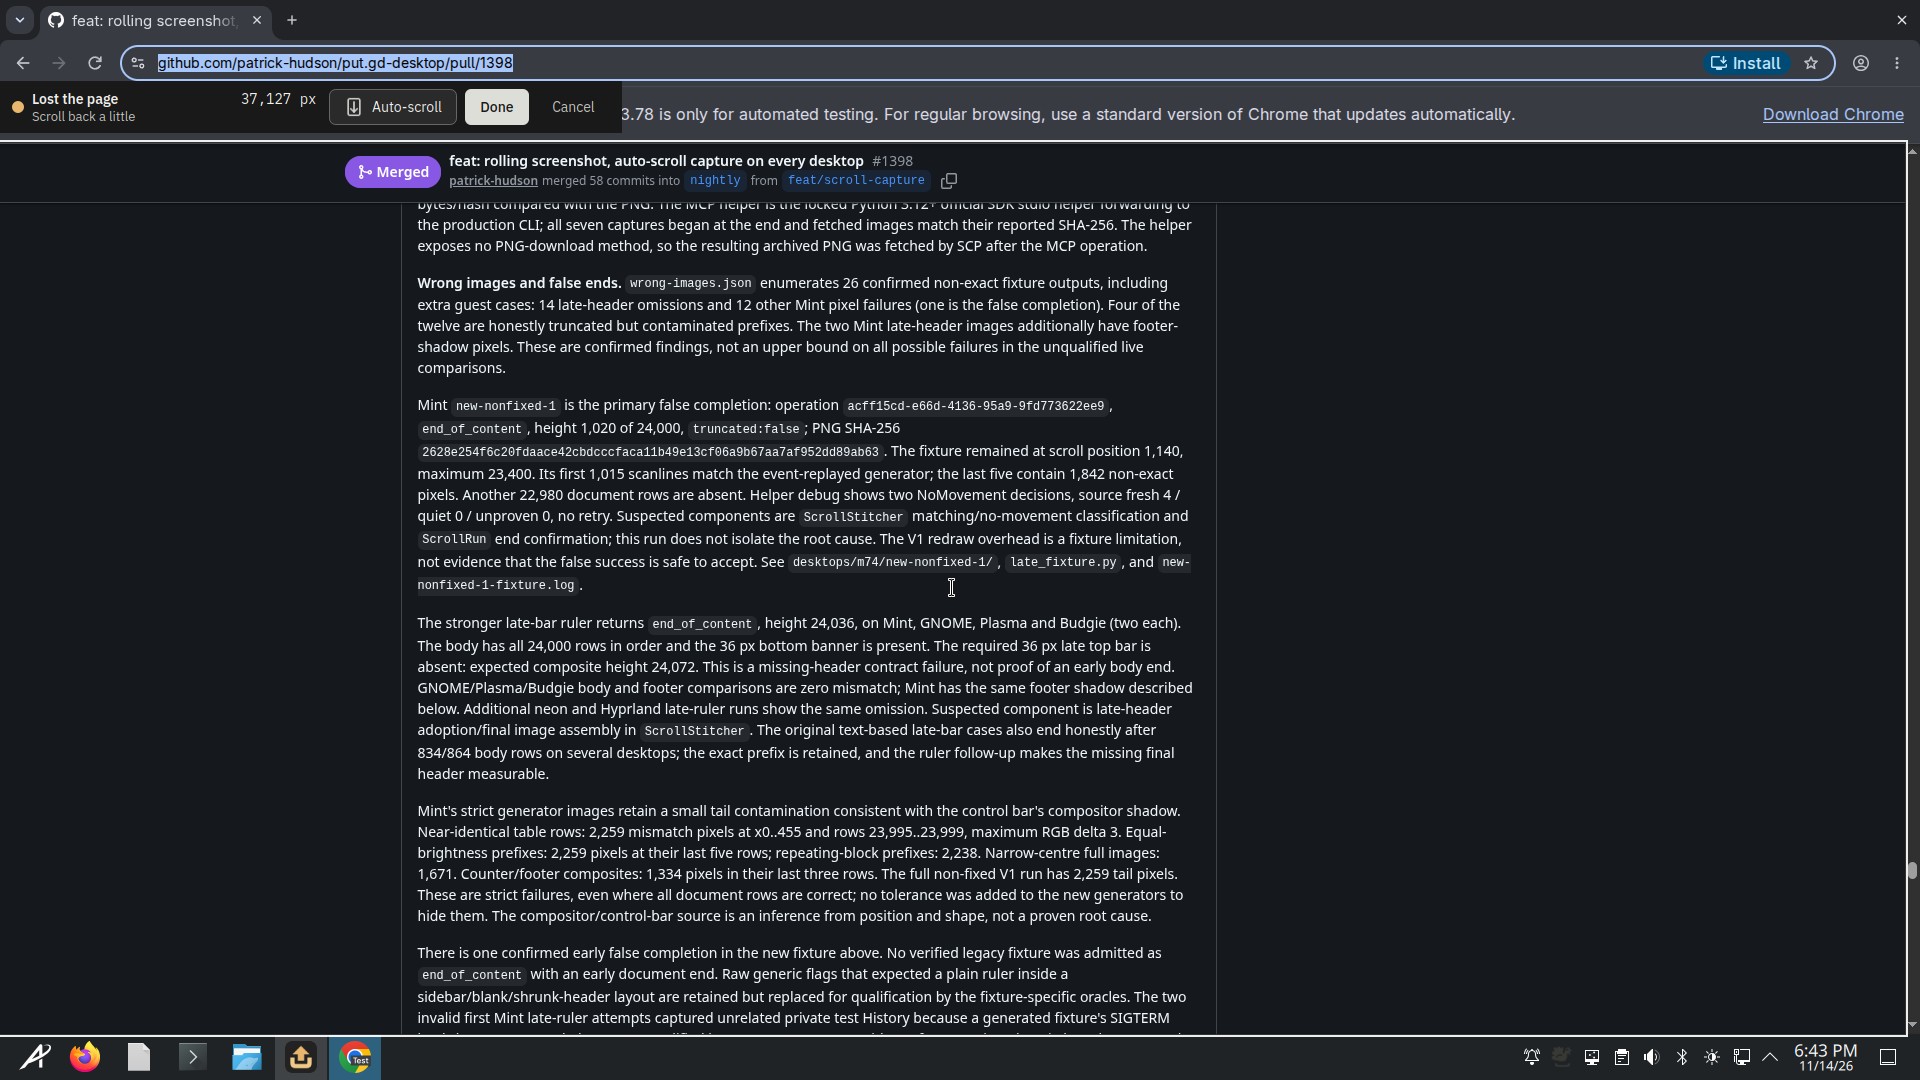 feat: rolling screenshot,
github.com/patrick-hudson/put.gd-desktop/pull/1398
Install
Lost the page
Scroll back a little
37,127 px
Auto-scroll
Done
Cancel
3.78 is only for automated testing. For regular browsing, use a standard version of Chrome that updates automatically.
Download Chrome
Merged
feat: rolling screenshot, auto-scroll capture on every desktop #1398
patrick-hudson merged 58 commits into nightly from feat/scroll-capture
bytes/hash compared with the PNG. The MCP helper is the locked Python 3.12+ official SDK stdio helper forwarding to
the production CLI; all seven captures began at the end and fetched images match their reported SHA-256. The helper
exposes no PNG-download method, so the resulting archived PNG was fetched by SCP after the MCP operation.
Wrong images and false ends. wrong-images.json enumerates 26 confirmed non-exact fixture outputs, including
extra guest cases: 14 late-header omissions and 12 other Mint pixel failures (one is the false completion). Four of the
twelve are honestly truncated but contaminated prefixes. The two Mint late-header images additionally have footer-
shadow pixels. These are confirmed findings, not an upper bound on all possible failures in the unqualified live
comparisons.
Mint new-nonfixed-1 is the primary false completion: operation acff15cd-e66d-4136-95a9-9fd773622ee9,
end_of_content, height 1,020 of 24,000, truncated:false; PNG SHA-256
2628e254f6c20fdaace42cbdcccfaca11b49e13cf06a9b67aa7af952dd89ab63. The fixture remained at scroll position 1,140,
maximum 23,400. Its first 1,015 scanlines match the event-replayed generator; the last five contain 1,842 non-exact
pixels. Another 22,980 document rows are absent. Helper debug shows two NoMovement decisions, source fresh 4 /
quiet 0 / unproven 0, no retry. Suspected components are ScrollStitcher matching/no-movement classification and
ScrollRun end confirmation; this run does not isolate the root cause. The V1 redraw overhead is a fixture limitation,
not evidence that the false success is safe to accept. See desktops/m74/new-nonfixed-1/, late_fixture.py, and new-
nonfixed-1-fixture.log.
The stronger late-bar ruler returns end_of_content, height 24,036, on Mint, GNOME, Plasma and Budgie (two each).
The body has all 24,000 rows in order and the 36 px bottom banner is present. The required 36 px late top bar is
absent: expected composite height 24,072. This is a missing-header contract failure, not proof of an early body end.
GNOME/Plasma/Budgie body and footer comparisons are zero mismatch; Mint has the same footer shadow described
below. Additional neon and Hyprland late-ruler runs show the same omission. Suspected component is late-header
adoption/final image assembly in ScrollStitcher. The original text-based late-bar cases also end honestly after
834/864 body rows on several desktops; the exact prefix is retained, and the ruler follow-up makes the missing final
header measurable.
Mint's strict generator images retain a small tail contamination consistent with the control bar's compositor shadow.
Near-identical table rows: 2,259 mismatch pixels at x0..455 and rows 23,995..23,999, maximum RGB delta 3. Equal-
brightness prefixes: 2,259 pixels at their last five rows; repeating-block prefixes: 2,238. Narrow-centre full images:
1,671. Counter/footer composites: 1,334 pixels in their last three rows. The full non-fixed V1 run has 2,259 tail pixels.
These are strict failures, even where all document rows are correct; no tolerance was added to the new generators to
hide them. The compositor/control-bar source is an inference from position and shape, not a proven root cause.
There is one confirmed early false completion in the new fixture above. No verified legacy fixture was admitted as
end_of_content with an early document end. Raw generic flags that expected a plain ruler inside a
sidebar/blank/shrunk-header layout are retained but replaced for qualification by the fixture-specific oracles. The two
invalid first Mint late-ruler attempts captured unrelated private test History because a generated fixture's SIGTERM
Test
6:43 PM
11/14/26